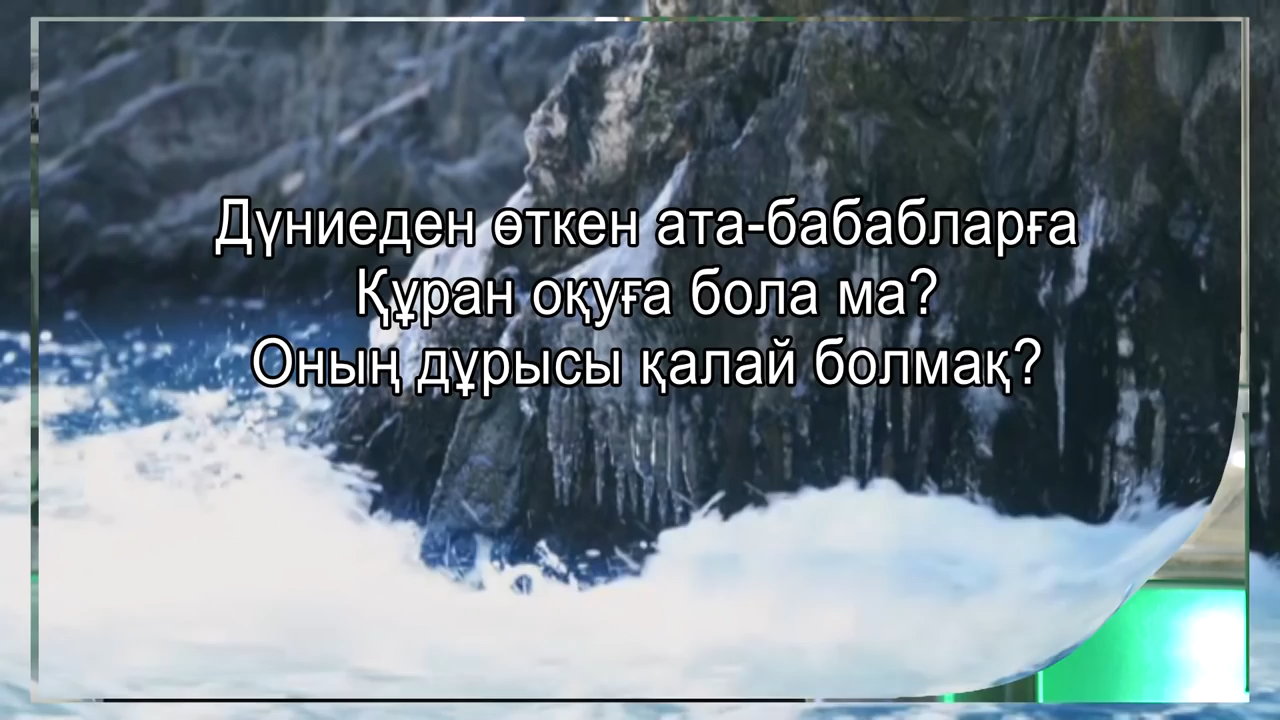 Дүниеден өткен ата-бабабларға
Құран оқуға бола ма?
Оның дұрысы қалай болмақ?